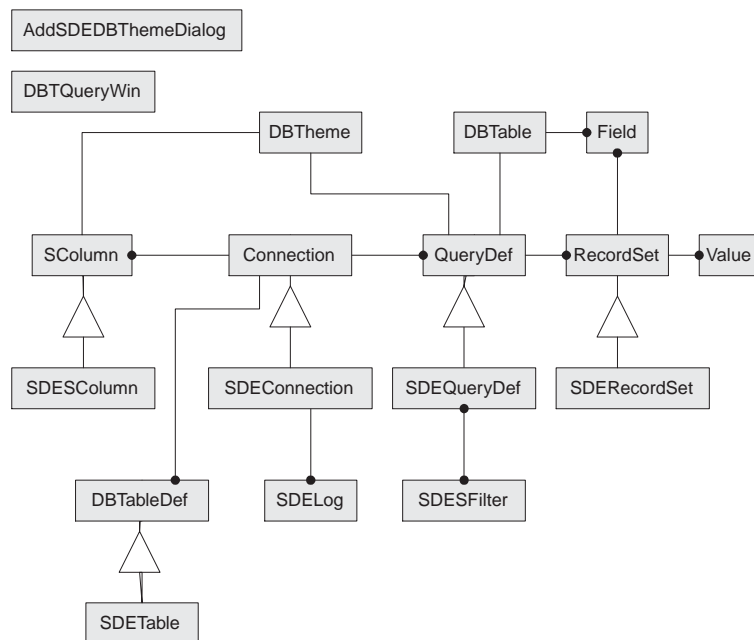 AddSDEDBThemeDialog
DBTQueryWin
DBTheme
DBTable
Field
SColumn
Connection
QueryDef
RecordSet
Value
SDESColumn
SDEConnection
SDEQueryDef
SDERecordSet
DBTableDef
SDELog
SDESFilter
SDETable